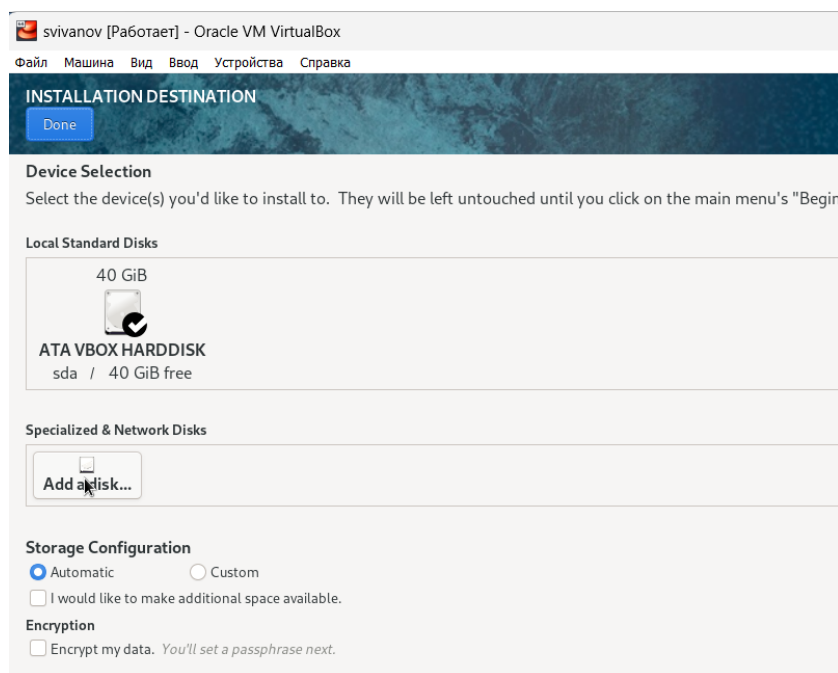 svivanov [Работает] - Oracle VM VirtualBox
Файл Машина Вид Ввод Устройства Справка
INSTALLATION DESTINATION
Done
Device Selection
Select the device(s) you'd like to install to. They will be left untouched until you click on the main menu's "Begin
Local Standard Disks
40 GiB
ATA VBOX HARDDISK
sda / 40 GiB free
Specialized & Network Disks
Add a disk...
Storage Configuration
Automatic Custom
I would like to make additional space available.
Encryption
Encrypt my data. You'll set a passphrase next.